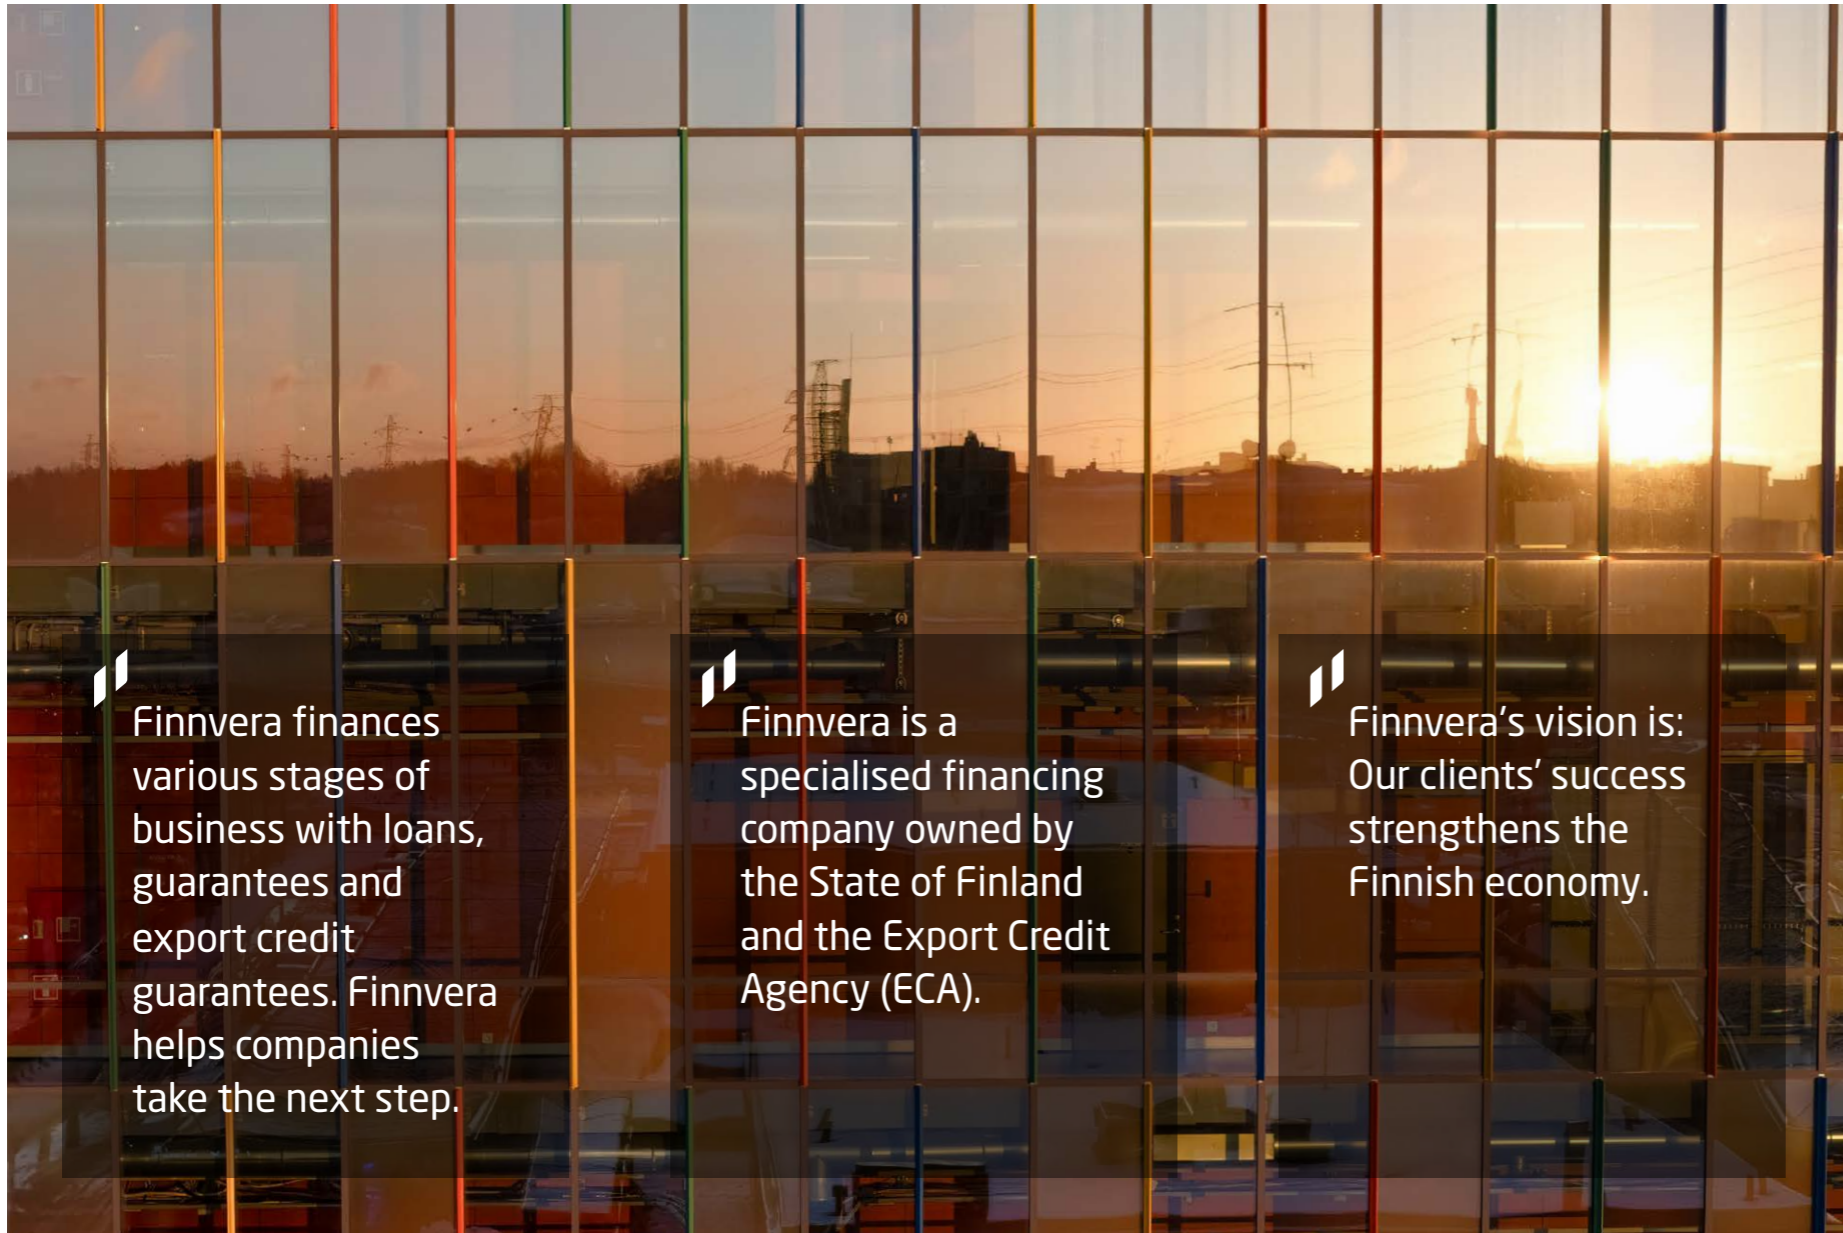 Finnvera finances
various stages of
business with loans,
guarantees and
export credit
guarantees. Finnvera
helps companies
take the next step.
Finnvera is a
specialised financing
company owned by
the State of Finland
and the Export Credit
Agency (ECA).
Finnvera’s vision is:
Our clients’ success
strengthens the
Finnish economy.